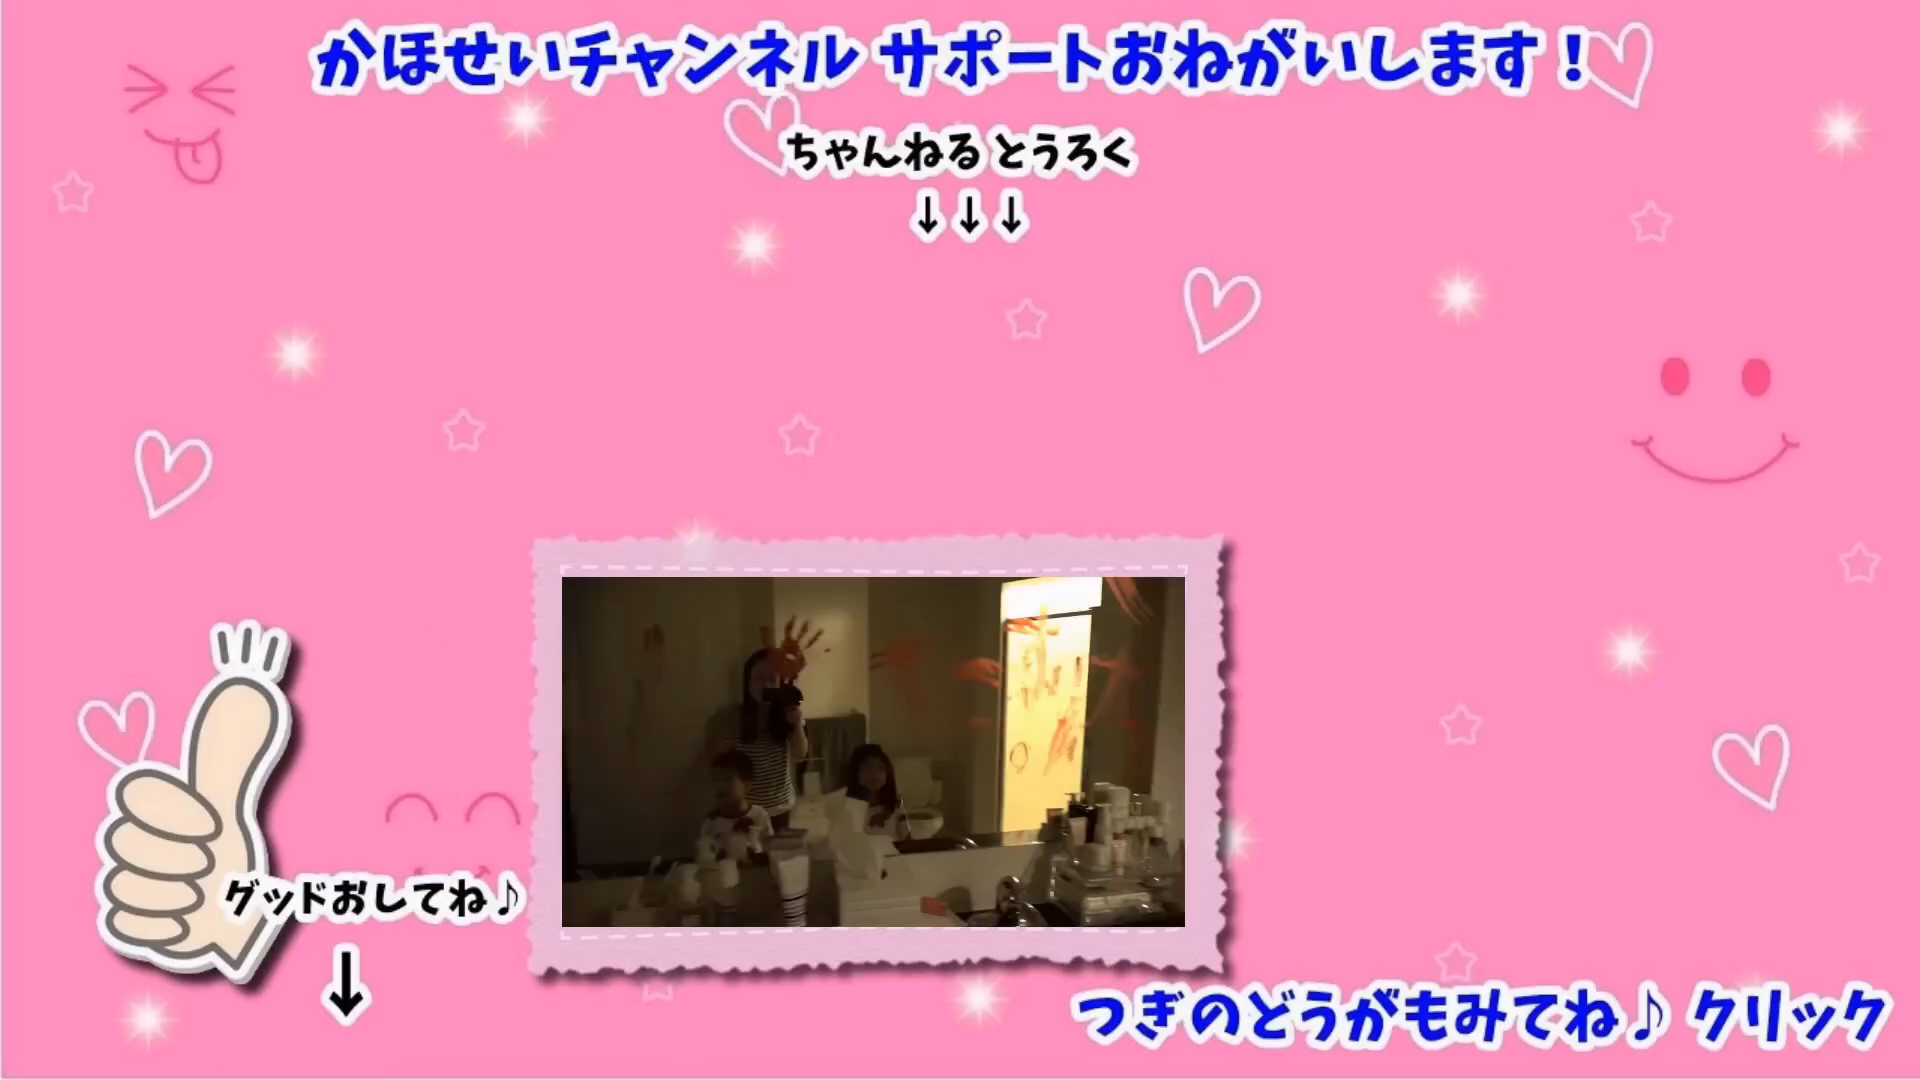 かほせいチャンネル サポートおねがいします！
ちゃんねる とうろく
↓↓↓
グッドおしてね♪
↓
つぎのどうがもみてね♪ クリック